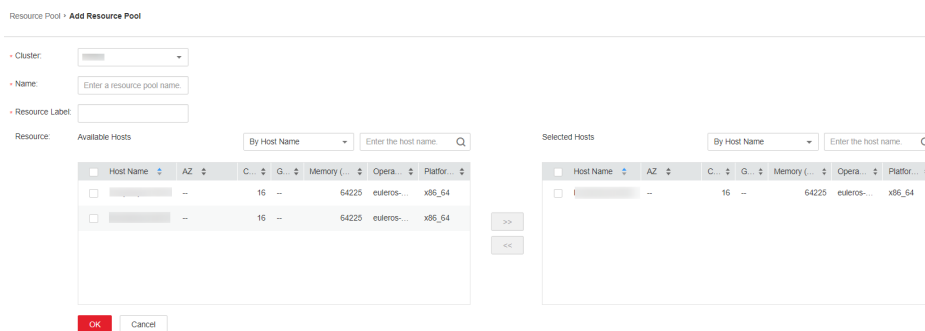 Resource Pool › Add Resource Pool
* Cluster:
* Name: Enter a resource pool name.
* Resource Label:
Resource: Available Hosts By Host Name Enter the host name. Selected Hosts By Host Name Enter the host name.
Host Name AZ C... G... Memory (... Opera... Platfor... Host Name AZ C... G... Memory (... Opera... Platfor...
-- 16 -- 64225 euleros-... x86_64 -- 16 -- 64225 euleros-... x86_64
-- 16 -- 64225 euleros-... x86_64
>>
<<
OK Cancel